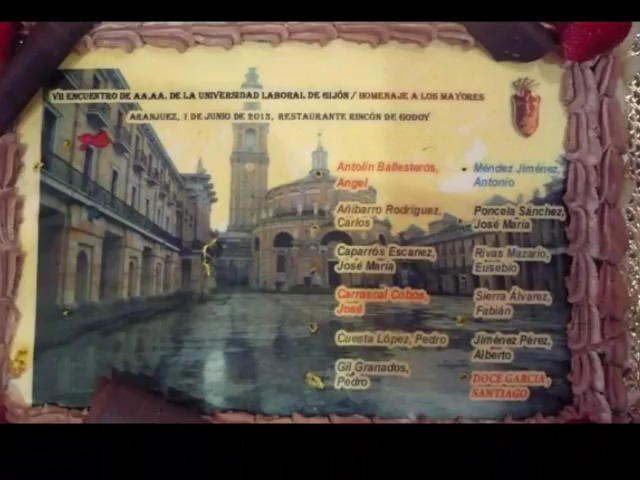 VII ENCUENTRO DE AA.AA. DE LA UNIVERSIDAD LABORAL DE GIJÓN / HOMENAJE A LOS MAYORES
ARANJUEZ, 1 DE JUNIO DE 2013, RESTAURANTE RINCÓN DE GODOY
Antolín Ballesteros,
Angel
Añibarro Rodríguez,
Carlos
Caparrós Escanez,
José María
Carrascal Cobos,
José
Cuesta López, Pedro
Gil Granados,
Pedro
Méndez Jiménez,
Antonio
Poncela Sánchez,
José María
Rivas Mazario,
Eusebio
Sierra Álvarez,
Fabián
Jiménez Pérez,
Alberto
DOCE GARCIA,
SANTIAGO